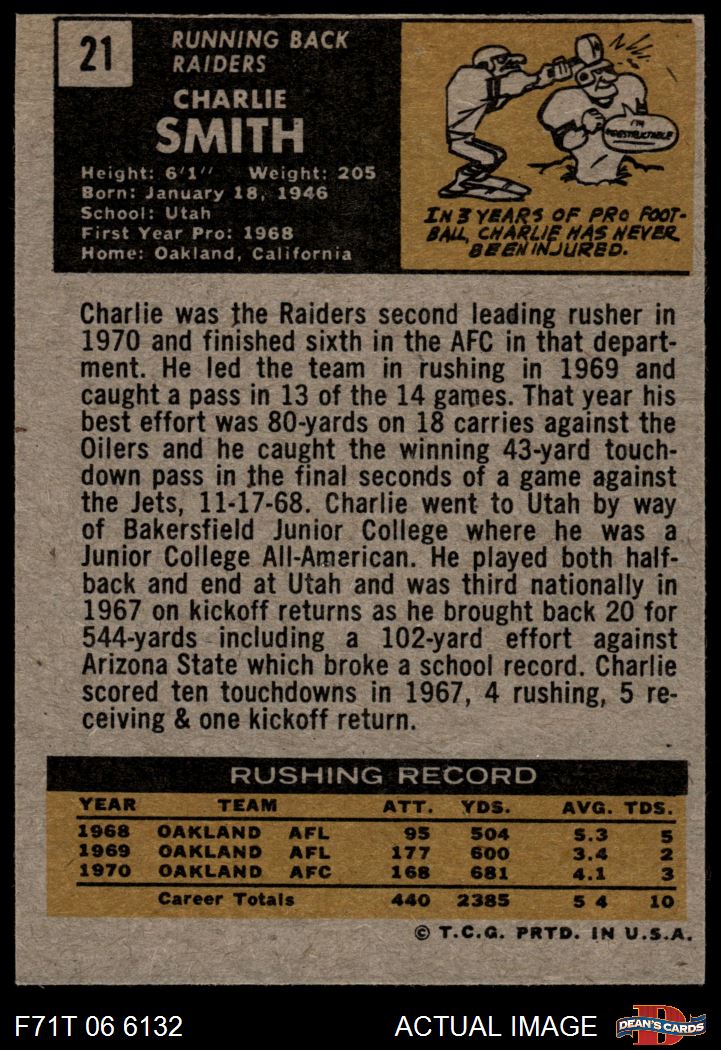 21
RUNNING BACK
RAIDERS
CHARLIE
SMITH
Height: 6'1" Weight: 205
Born: January 18, 1946
School: Utah
First Year Pro: 1968
Home: Oakland, California
I'M
INDESTRUCTIBLE
IN 3 YEARS OF PRO FOOT-
BALL, CHARLIE HAS NEVER
BEEN INJURED.
Charlie was the Raiders second leading rusher in
1970 and finished sixth in the AFC in that depart-
ment. He led the team in rushing in 1969 and
caught a pass in 13 of the 14 games. That year his
best effort was 80-yards on 18 carries against the
Oilers and he caught the winning 43-yard touch-
down pass in the final seconds of a game against
the Jets, 11-17-68. Charlie went to Utah by way
of Bakersfield Junior College where he was a
Junior College All-American. He played both half-
back and end at Utah and was third nationally in
1967 on kickoff returns as he brought back 20 for
544-yards including a 102-yard effort against
Arizona State which broke a school record. Charlie
scored ten touchdowns in 1967, 4 rushing, 5 re-
ceiving & one kickoff return.
RUSHING RECORD
YEAR TEAM ATT. YDS. AVG. TDS.
1968 OAKLAND AFL 95 504 5.3 5
1969 OAKLAND AFL 177 600 3.4 2
1970 OAKLAND AFC 168 681 4.1 3
Career Totals 440 2385 5 4 10
© T.C.G. PRTD. IN U.S.A.
F71T 06 6132 ACTUAL IMAGE
D
DEAN'S CARDS